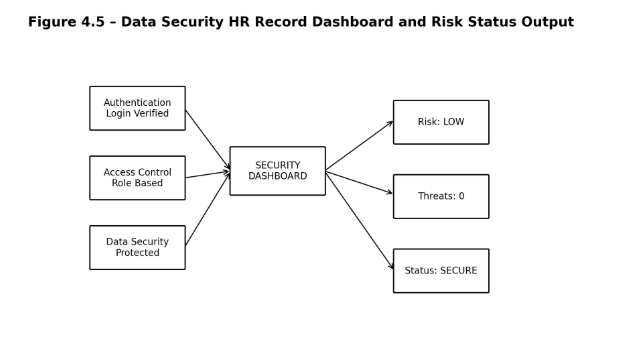 Figure 4.5 – Data Security HR Record Dashboard and Risk Status Output
Authentication
Login Verified
Access Control
Role Based
Data Security
Protected
SECURITY
DASHBOARD
Risk: LOW
Threats: 0
Status: SECURE